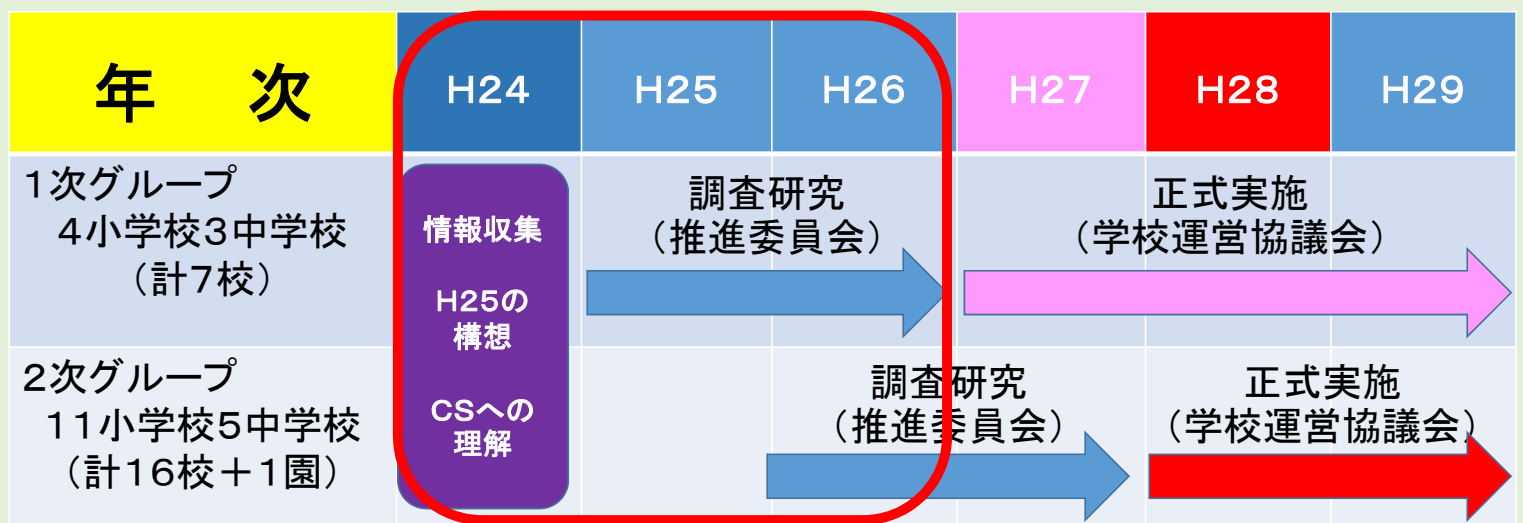 年　次
H24
H25
H26
H27
H28
H29
1次グループ
4小学校3中学校
（計7校）
情報収集
H25の
構想
CSへの
理解
調査研究
（推進委員会）
正式実施
（学校運営協議会）
2次グループ
11小学校5中学校
（計16校＋1園）
調査研究
（推進委員会）
正式実施
（学校運営協議会）